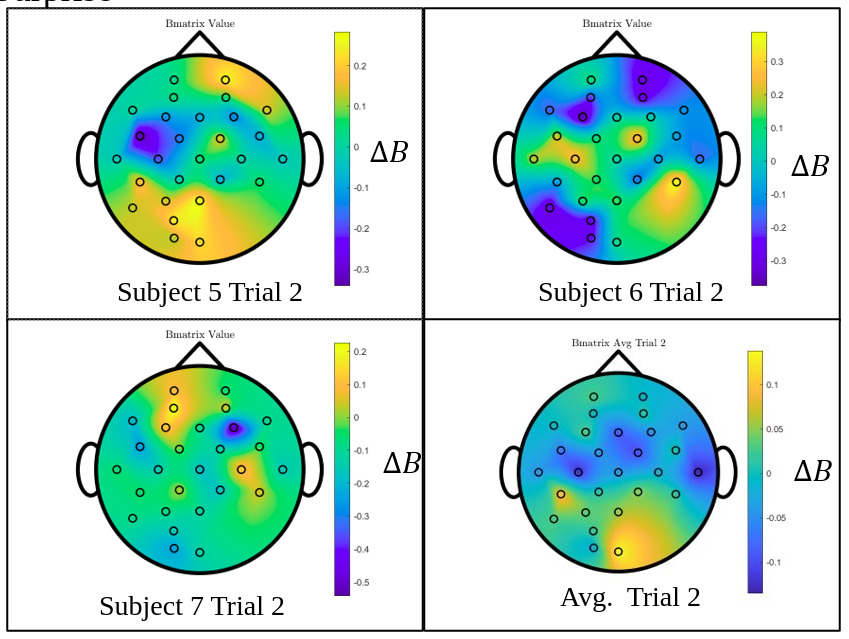 Bmatrix Value
0.2
0.1
0
-0.1
-0.2
-0.3
ΔB
Subject 5 Trial 2
Bmatrix Value
0.3
0.2
0.1
0
-0.1
-0.2
-0.3
ΔB
Subject 6 Trial 2
Bmatrix Value
0.2
0.1
0
-0.1
-0.2
-0.3
-0.4
-0.5
ΔB
Subject 7 Trial 2
Bmatrix Avg Trial 2
0.1
0.05
0
-0.05
-0.1
ΔB
Avg. Trial 2